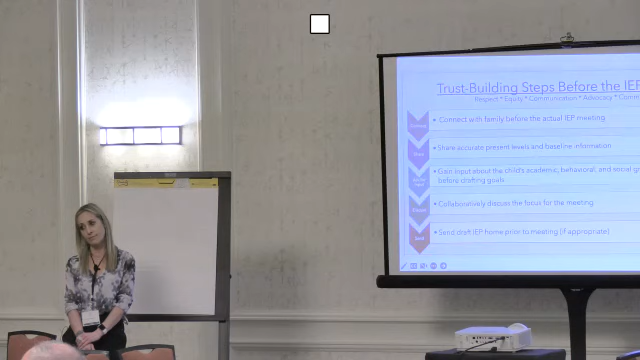 Trust-Building Steps Before the IEP
Respect * Equity * Communication * Advocacy * Comm
• Connect with family before the actual IEP meeting
Share
• Share accurate present levels and baseline information
• Gain input about the child's academic, behavioral, and social
before drafting goals
• Collaboratively discuss the focus for the meeting
Send
• Send draft IEP home prior to meeting (if appropriate)